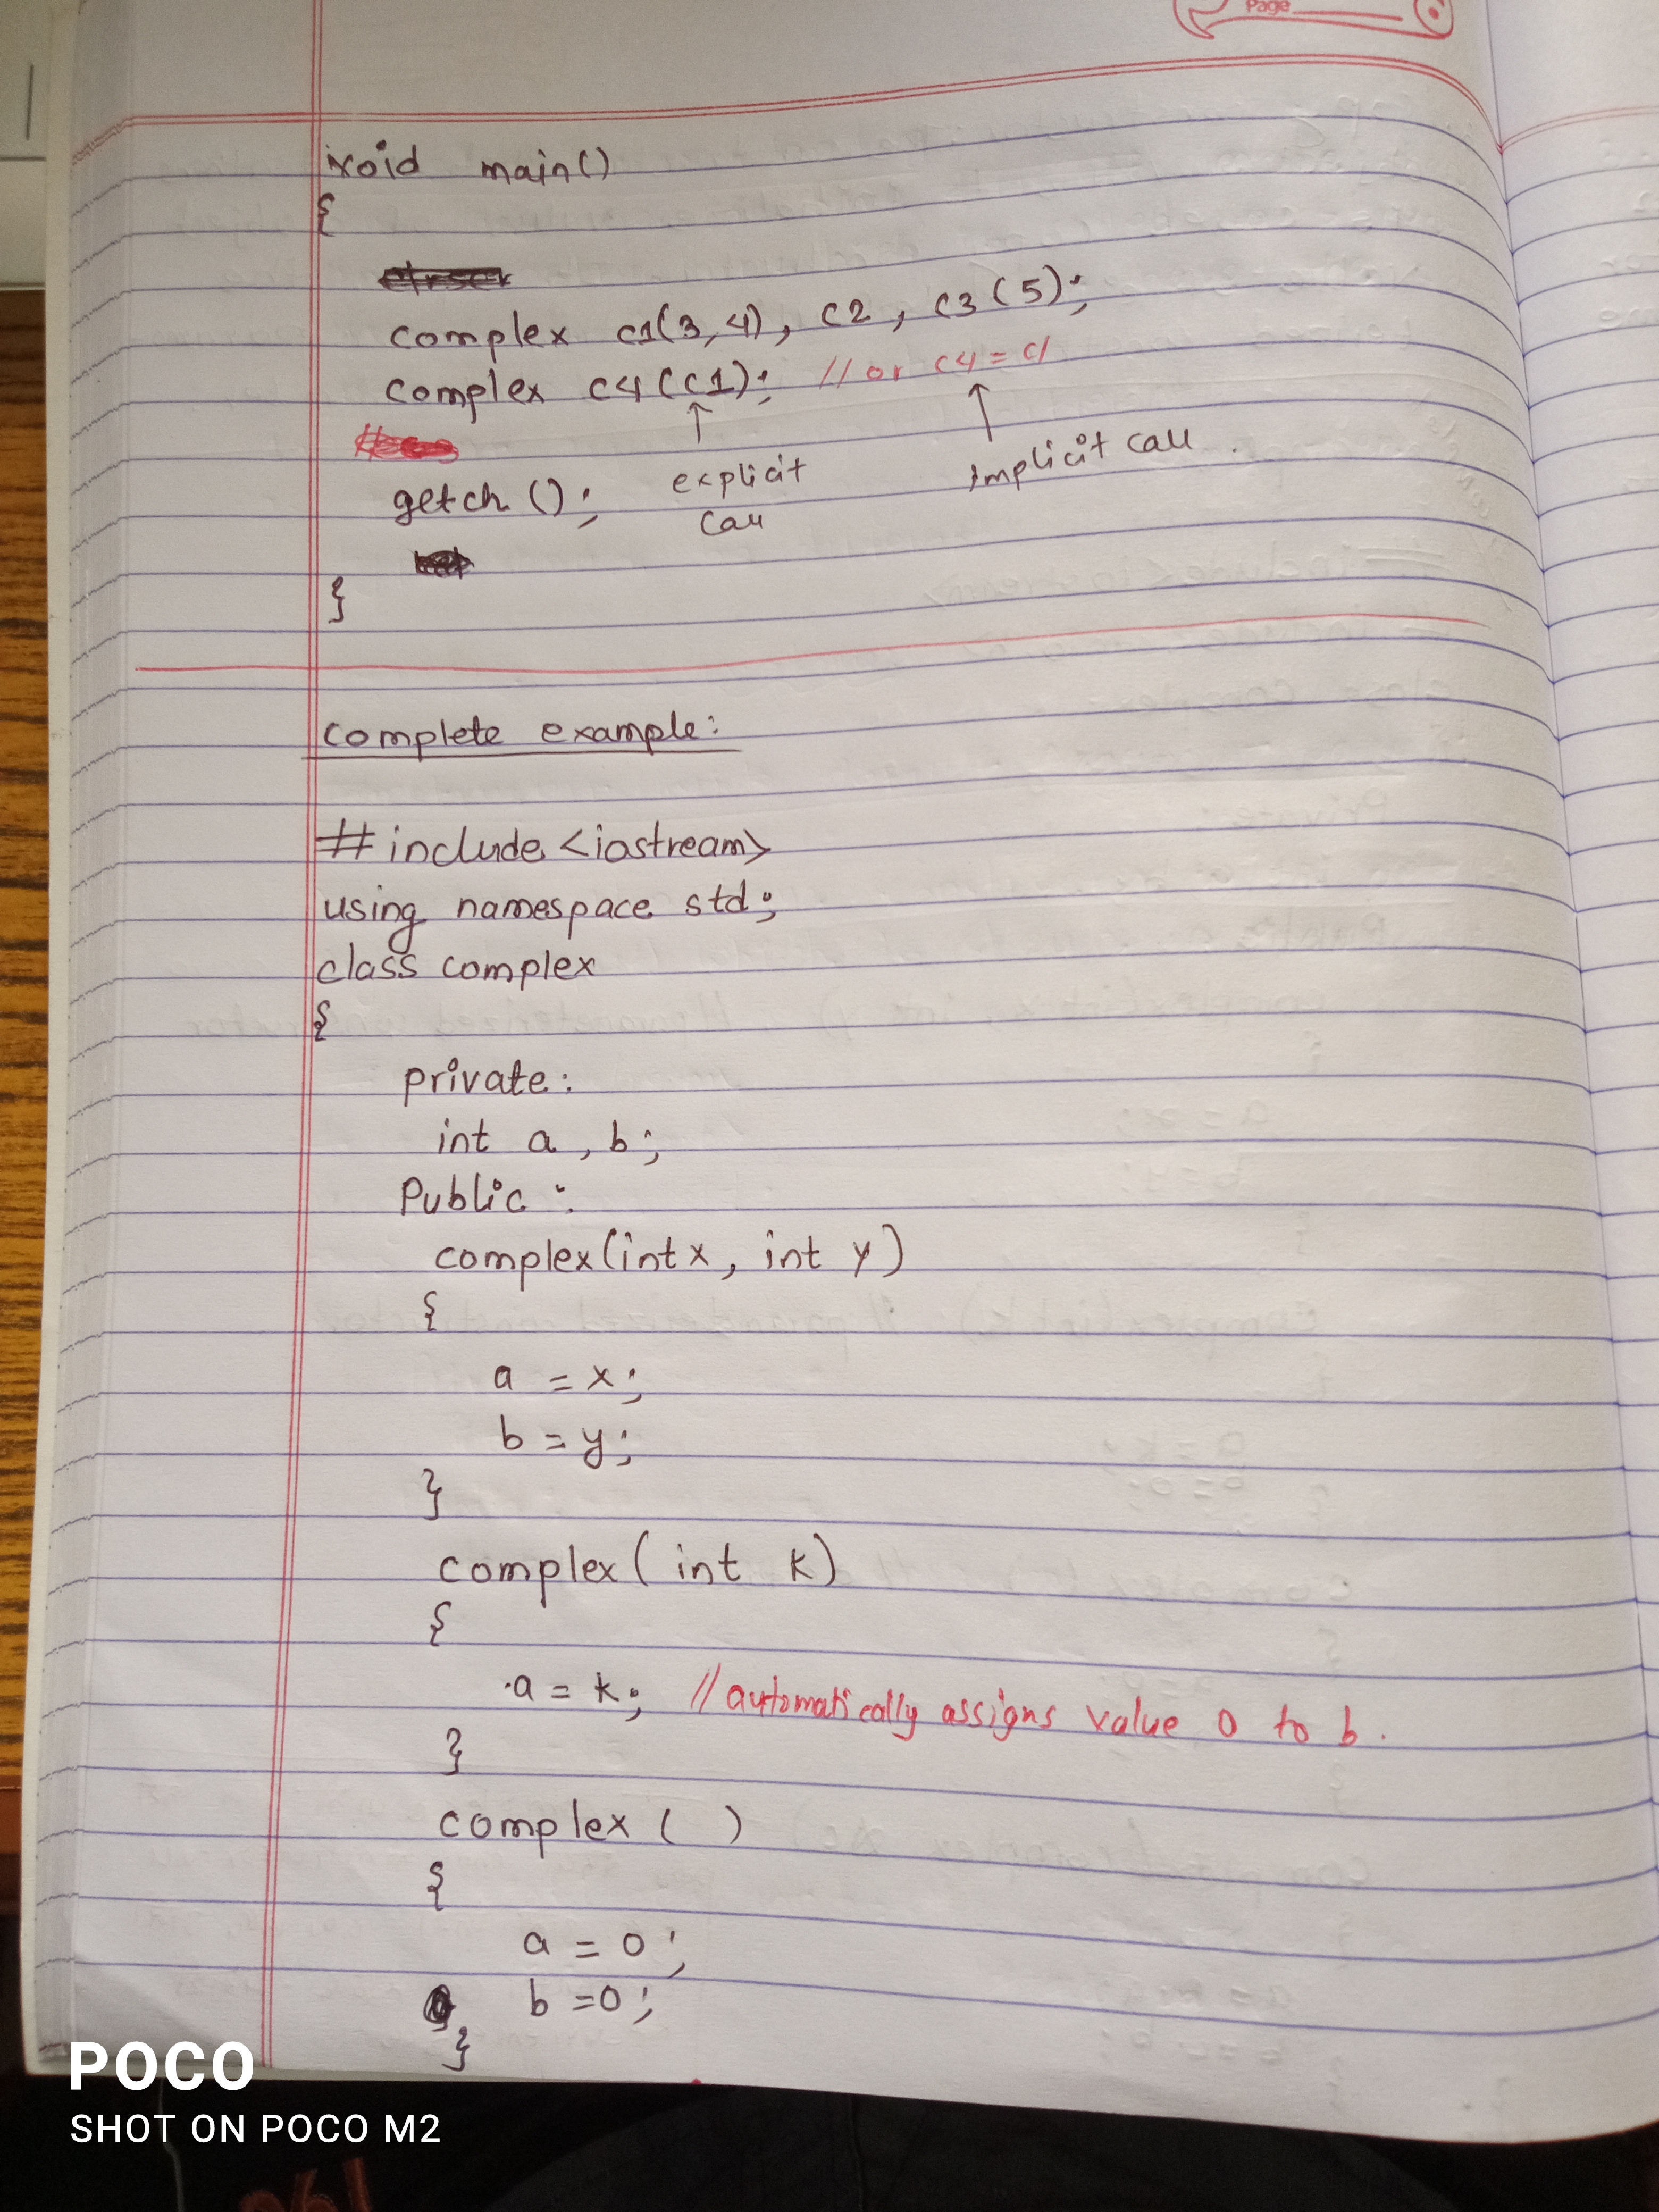 Page
void main()
{
complex c1(3,4), c2, c3(5);
complex c4(c1); // or c4 = c1
explicit call
implicit call.
getch();
}
complete example:
#include <iostream>
using namespace std;
class complex
{
private:
int a, b;
Public:
complex(int x, int y)
{
a = x;
b = y;
}
complex( int k)
{
a = k; //automatically assigns value 0 to b.
}
complex ( )
{
a = 0;
b = 0;
}
POCO
SHOT ON POCO M2